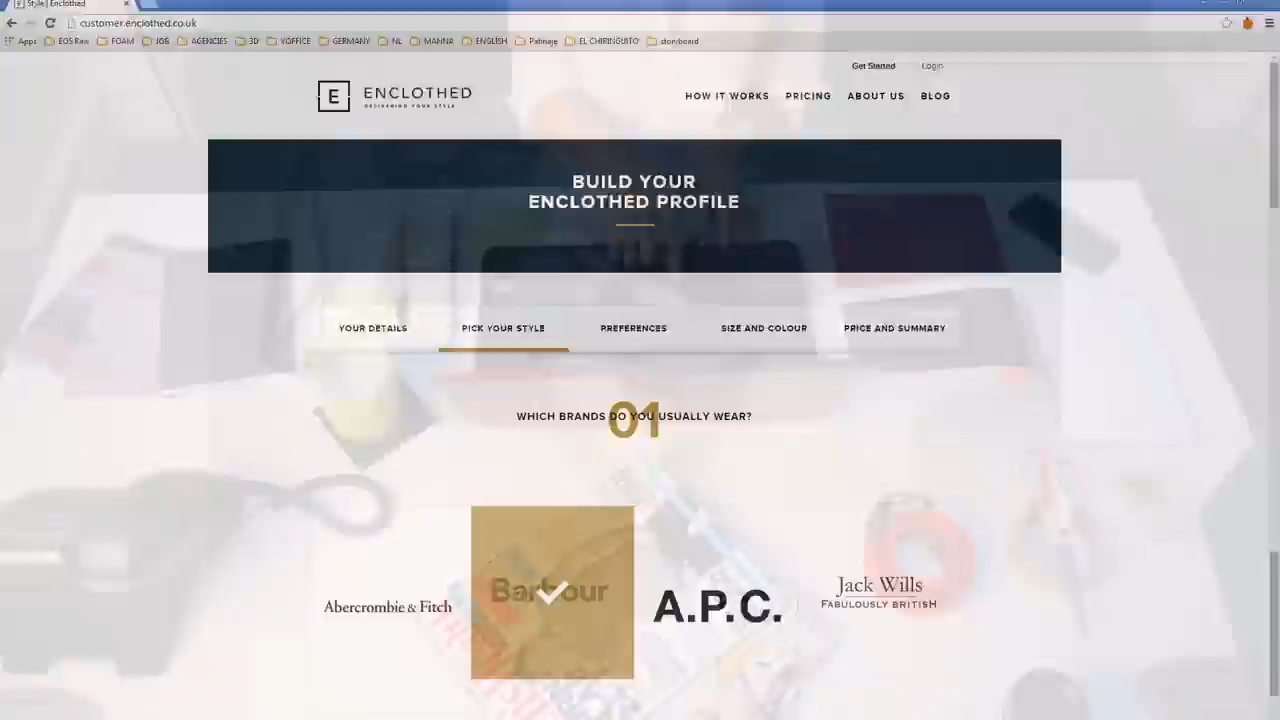 Style | Enclothed
customer.enclothed.co.uk
Apps EOS Raw FOAM JOB AGENCIES 3D VOFFICE GERMANY NL MANNA ENGLISH Patinaje EL CHIRINGUITO storyboard
Get Started Login
E ENCLOTHED
DELIVERING YOUR STYLE
HOW IT WORKS PRICING ABOUT US BLOG
BUILD YOUR
ENCLOTHED PROFILE
YOUR DETAILS PICK YOUR STYLE PREFERENCES SIZE AND COLOUR PRICE AND SUMMARY
01
WHICH BRANDS DO YOU USUALLY WEAR?
Abercrombie & Fitch
Barbour
A.P.C.
Jack Wills
FABULOUSLY BRITISH